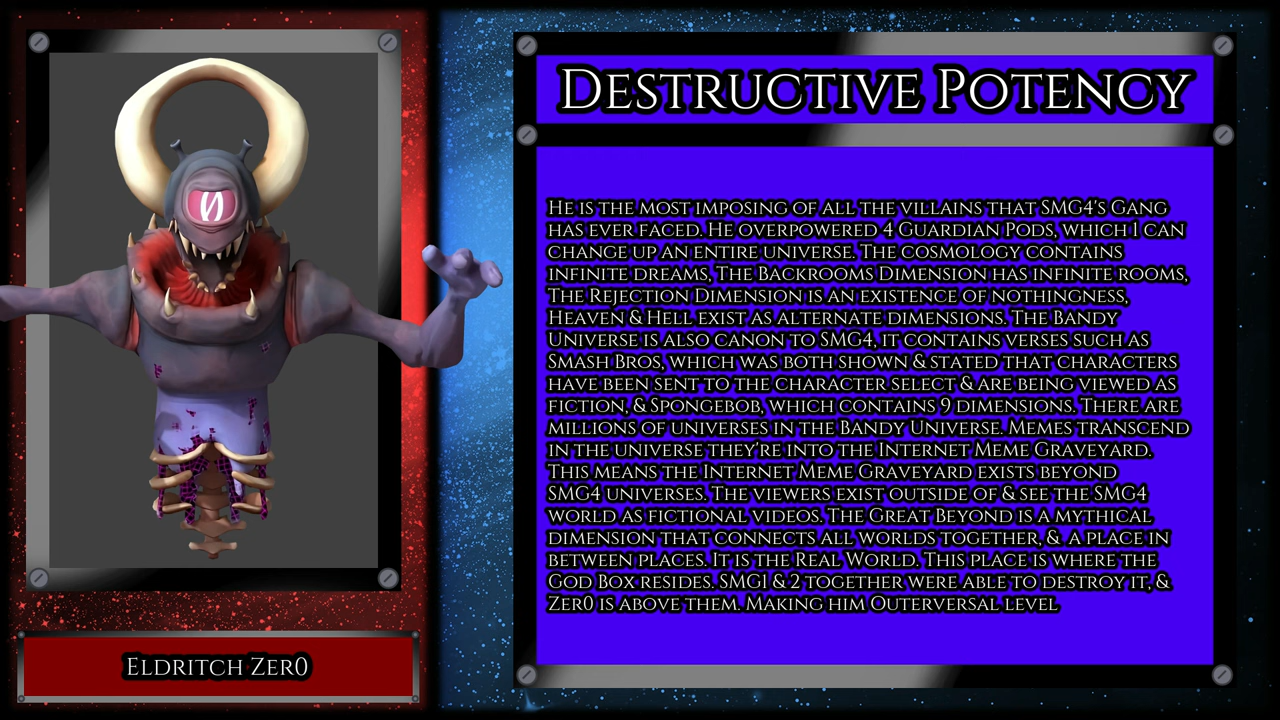 Destructive Potency
0
He is the most imposing of all the villains that SMG4's Gang
has ever faced. He overpowered 4 Guardian Pods, which 1 can
change up an entire universe. The cosmology contains
infinite dreams, The Backrooms Dimension has infinite rooms,
The Rejection Dimension is an existence of nothingness,
Heaven & Hell exist as alternate dimensions. The Bandy
Universe is also canon to SMG4, it contains verses such as
Smash Bros, which was both shown & stated that characters
have been sent to the character select & are being viewed as
fiction, & Spongebob, which contains 9 dimensions. There are
millions of universes in the Bandy Universe. Memes transcend
in the universe they're into the Internet Meme Graveyard.
This means the Internet Meme Graveyard exists beyond
SMG4 universes. The viewers exist outside of & see the SMG4
world as fictional videos. The Great Beyond is a mythical
dimension that connects all worlds together, & a place in
between places. It is the Real World. This place is where the
God Box resides. SMG1 & 2 together were able to destroy it, &
Zer0 is above them. Making him Outerversal level
Eldritch Zer0